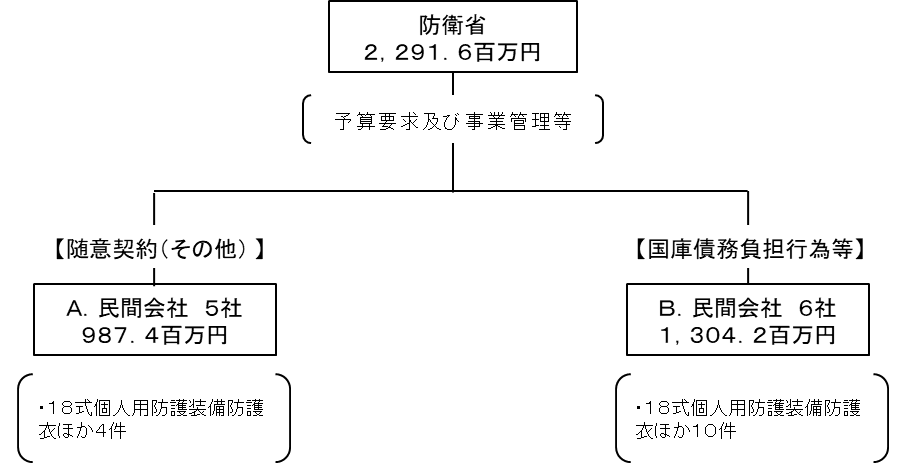 防衛省
２，２９１．６百万円
予算要求及び事業管理等
【随意契約（その他）】
【国庫債務負担行為等】
Ａ．民間会社　５社
９８７．４百万円
Ｂ．民間会社　６社
１，３０４．２百万円
・１８式個人用防護装備防護
衣ほか４件
・１８式個人用防護装備防護
衣ほか１０件